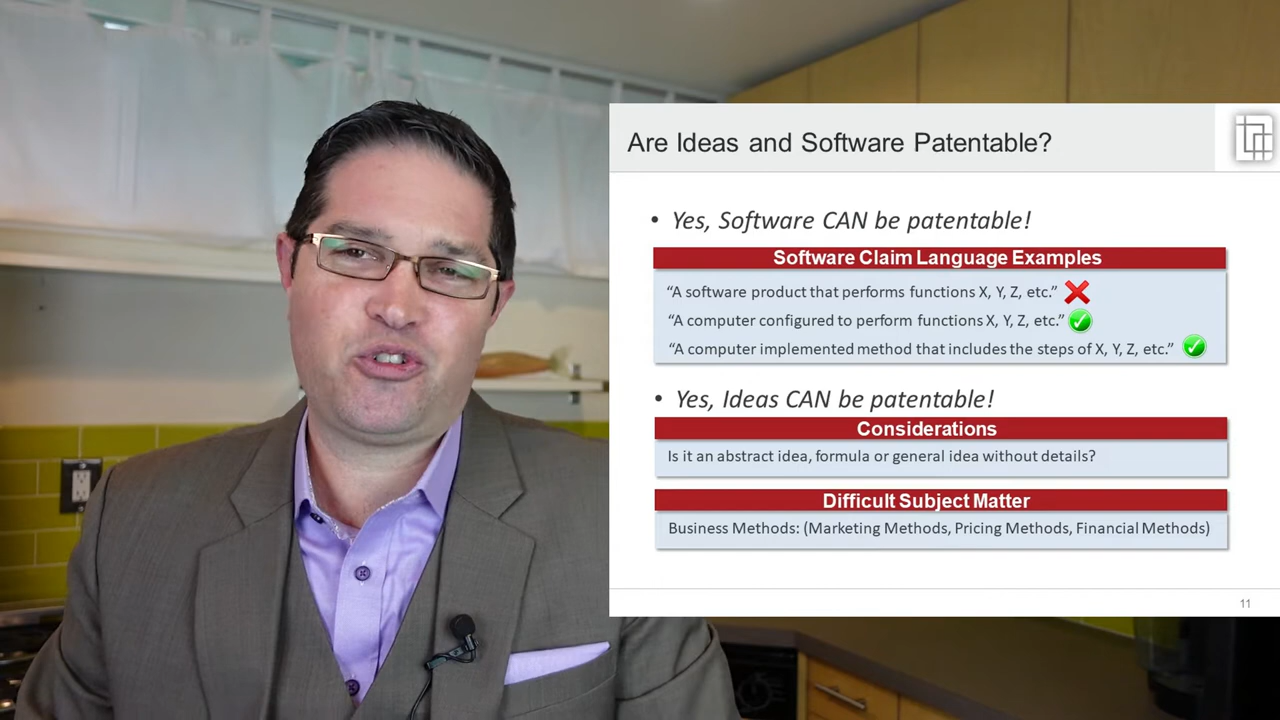 Are Ideas and Software Patentable?
• Yes, Software CAN be patentable!
Software Claim Language Examples
“A software product that performs functions X, Y, Z, etc.”
“A computer configured to perform functions X, Y, Z, etc.”
“A computer implemented method that includes the steps of X, Y, Z, etc.”
• Yes, Ideas CAN be patentable!
Considerations
Is it an abstract idea, formula or general idea without details?
Difficult Subject Matter
Business Methods: (Marketing Methods, Pricing Methods, Financial Methods)
11